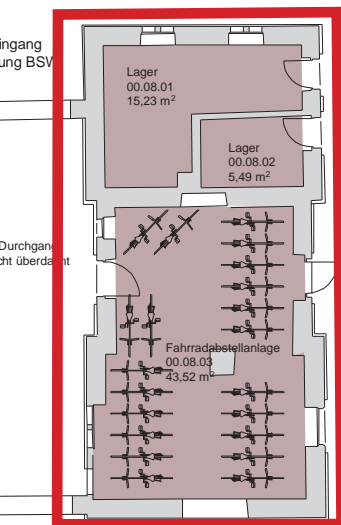 ingang
ung BSW
Lager
00.08.01
15,23 m²
Lager
00.08.02
5,49 m²
Durchgang
cht überdacht
Fahrradabstellanlage
00.08.03
43,52 m²